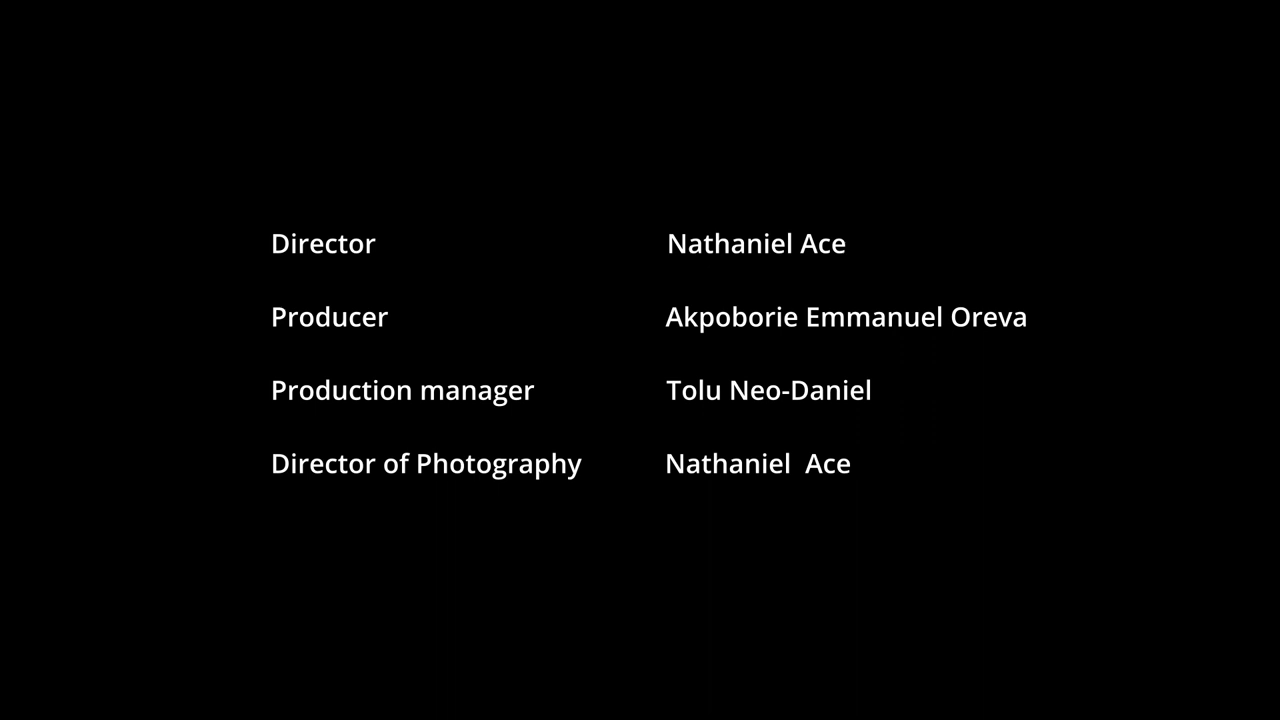 Director Nathaniel Ace
Producer Akpoborie Emmanuel Oreva
Production manager Tolu Neo-Daniel
Director of Photography Nathaniel  Ace